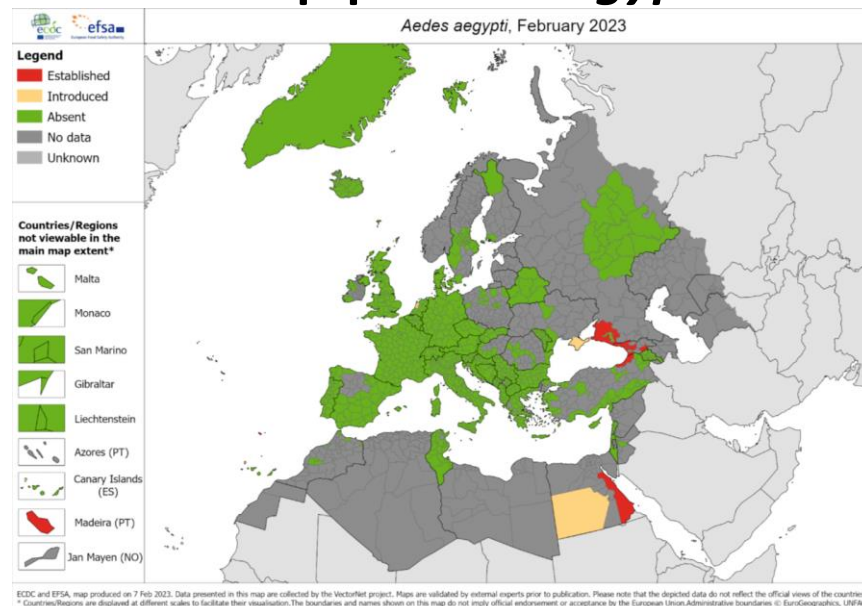 ecdc
efsa
European Food Safety Authority
Aedes aegypti, February 2023
Legend
Established
Introduced
Absent
No data
Unknown
Countries/Regions
not viewable in the
main map extent*
Malta
Monaco
San Marino
Gibraltar
Liechtenstein
Azores (PT)
Canary Islands
(ES)
Madeira (PT)
Jan Mayen (NO)
ECDC and EFSA, map produced on 7 Feb 2023. Data presented in this map are collected by the VectorNet project. Maps are validated by external experts prior to publication. Please note that the depicted data do not reflect the official views of the countries
* Countries/Regions are displayed at different scales to facilitate their visualisation. The boundaries and names shown on this map do not imply official endorsement or acceptance by the European Union. Administrative boundaries © EuroGeographics, UNFAO